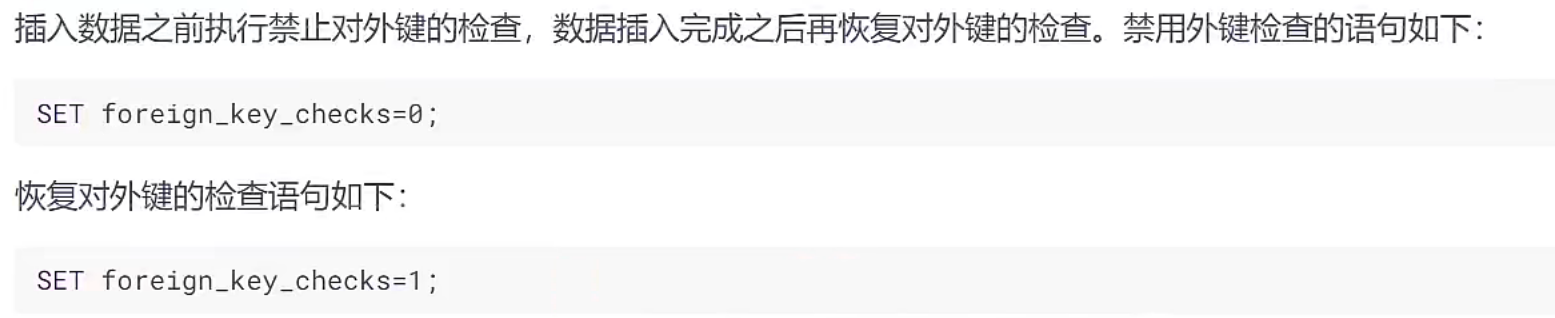 插入数据之前执行禁止对外键的检查，数据插入完成之后再恢复对外键的检查。禁用外键检查的语句如下：
SET foreign_key_checks=0;
恢复对外键的检查语句如下：
SET foreign_key_checks=1;